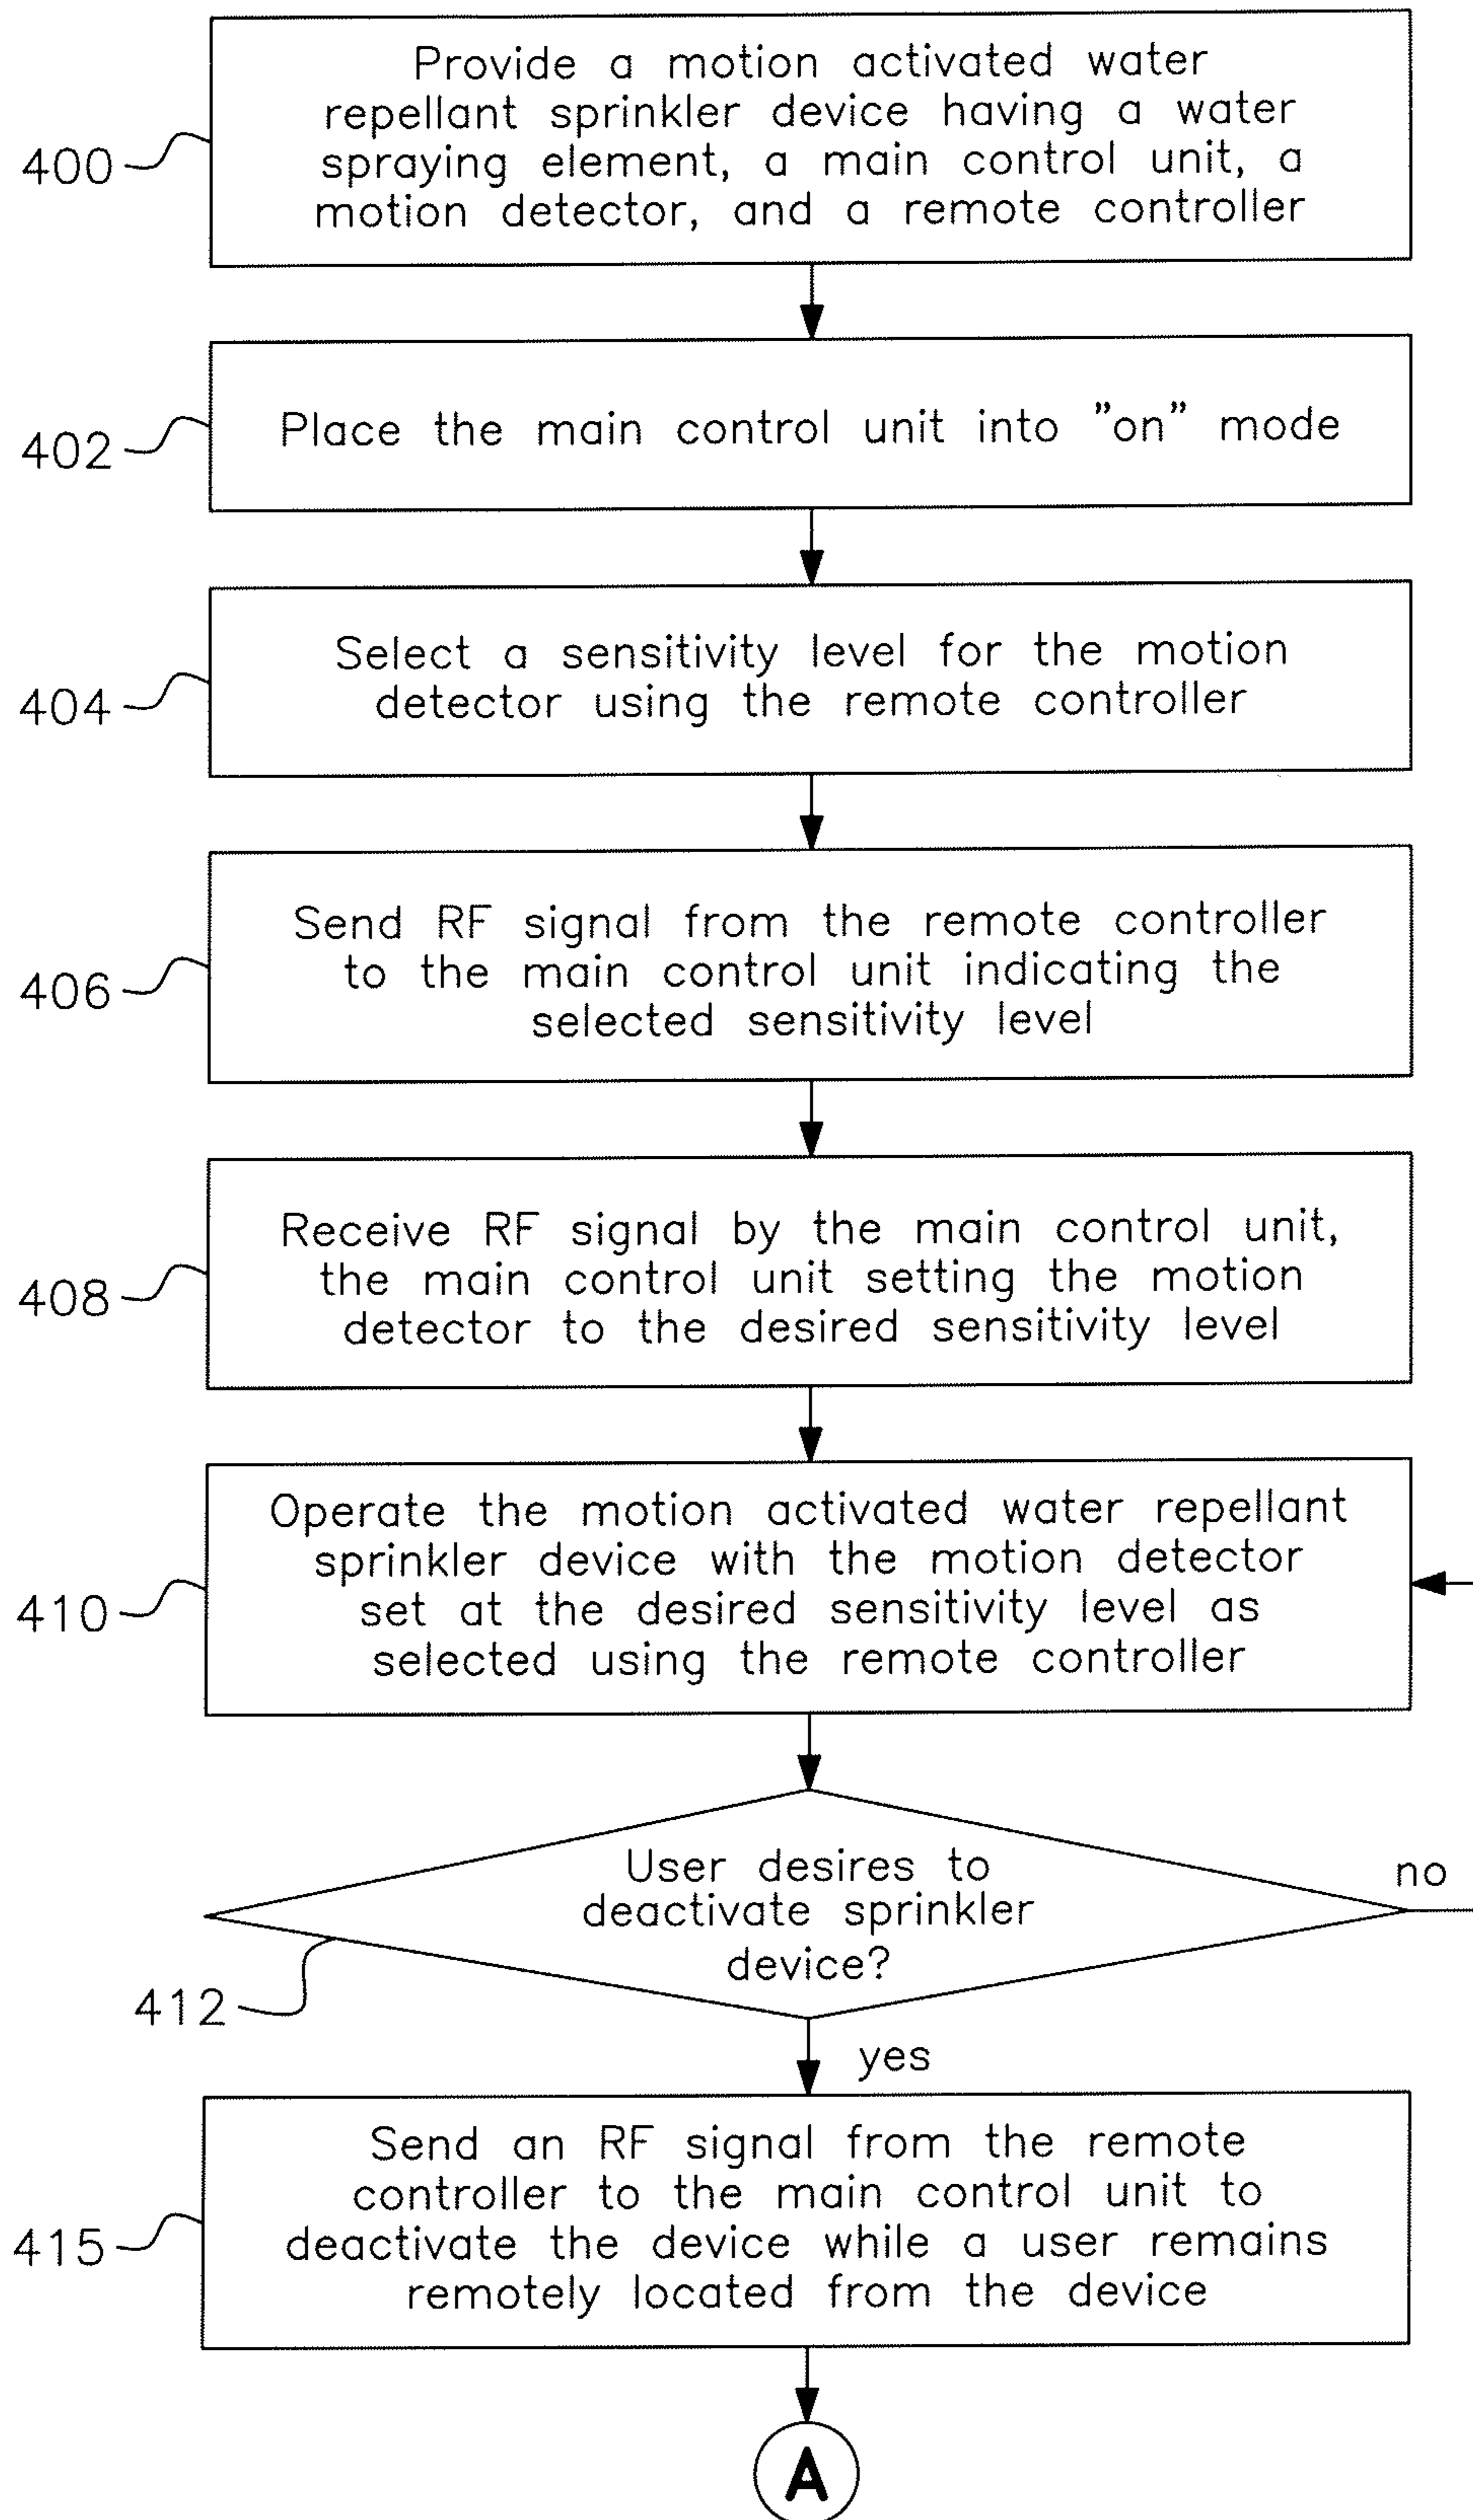 Provide a motion activated water
repellant sprinkler device having a water
spraying element, a main control unit, a
motion detector, and a remote controller
400
Place the main control unit into "on" mode
402
Select a sensitivity level for the motion
detector using the remote controller
404
Send RF signal from the remote controller
to the main control unit indicating the
selected sensitivity level
406
Receive RF signal by the main control unit,
the main control unit setting the motion
detector to the desired sensitivity level
408
Operate the motion activated water repellant
sprinkler device with the motion detector
set at the desired sensitivity level as
selected using the remote controller
410
User desires to
deactivate sprinkler
device?
no
412
yes
Send an RF signal from the remote
controller to the main control unit to
deactivate the device while a user remains
remotely located from the device
415
A